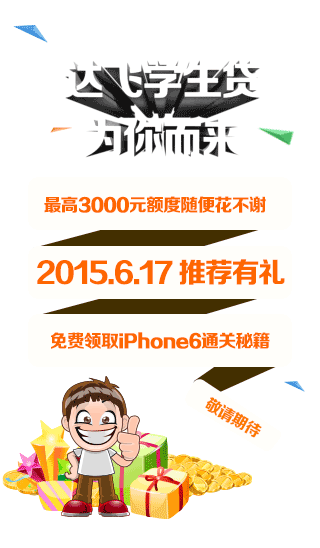 达飞学生贷
为你而来
最高3000元额度随便花不谢
2015.6.17 推荐有礼
免费领取iPhone6通关秘籍
敬请期待